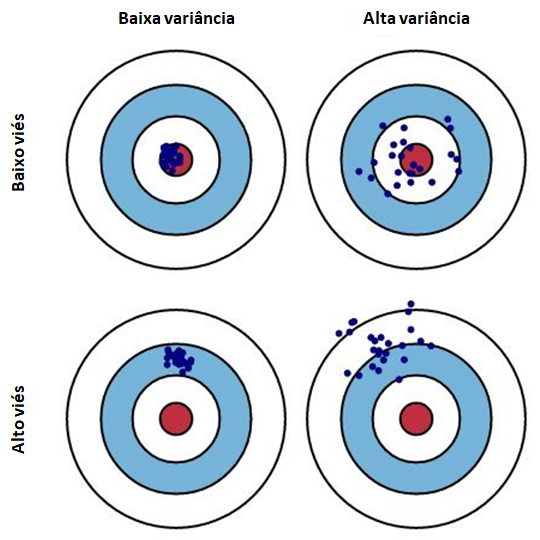 Baixa variância
Alta variância
Baixo viés
Alto viés